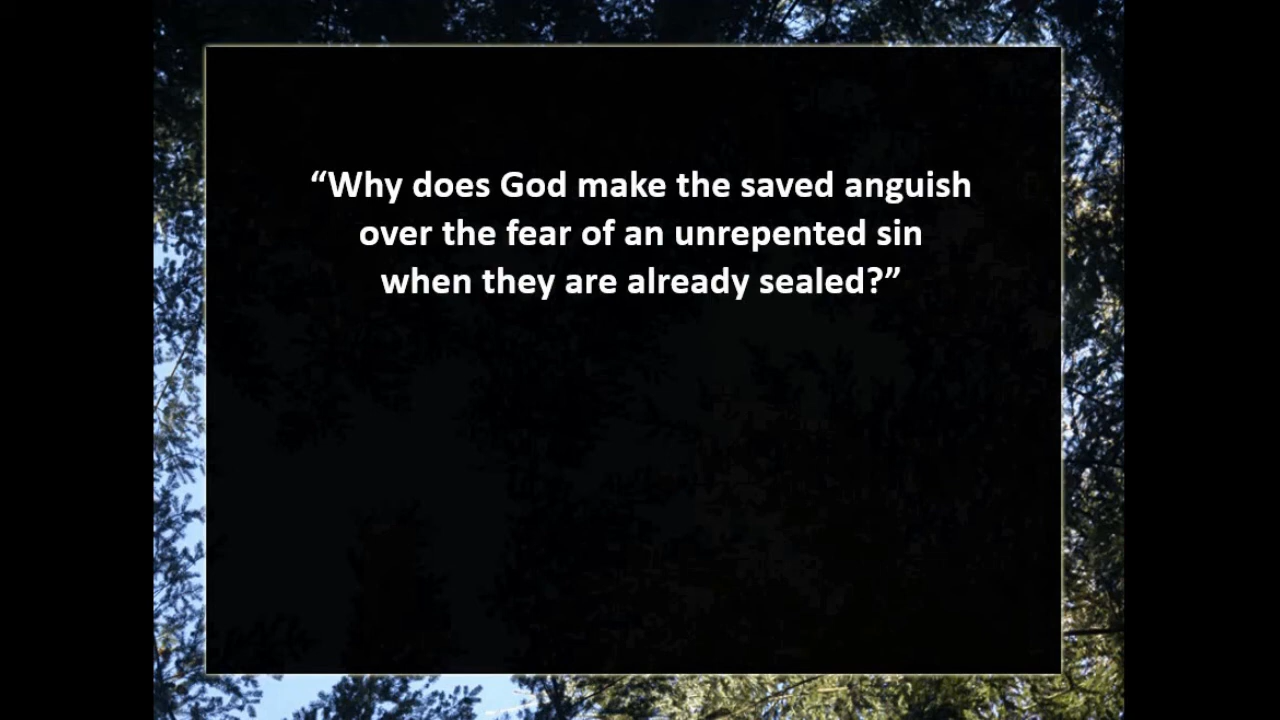 “Why does God make the saved anguish
over the fear of an unrepented sin
when they are already sealed?”